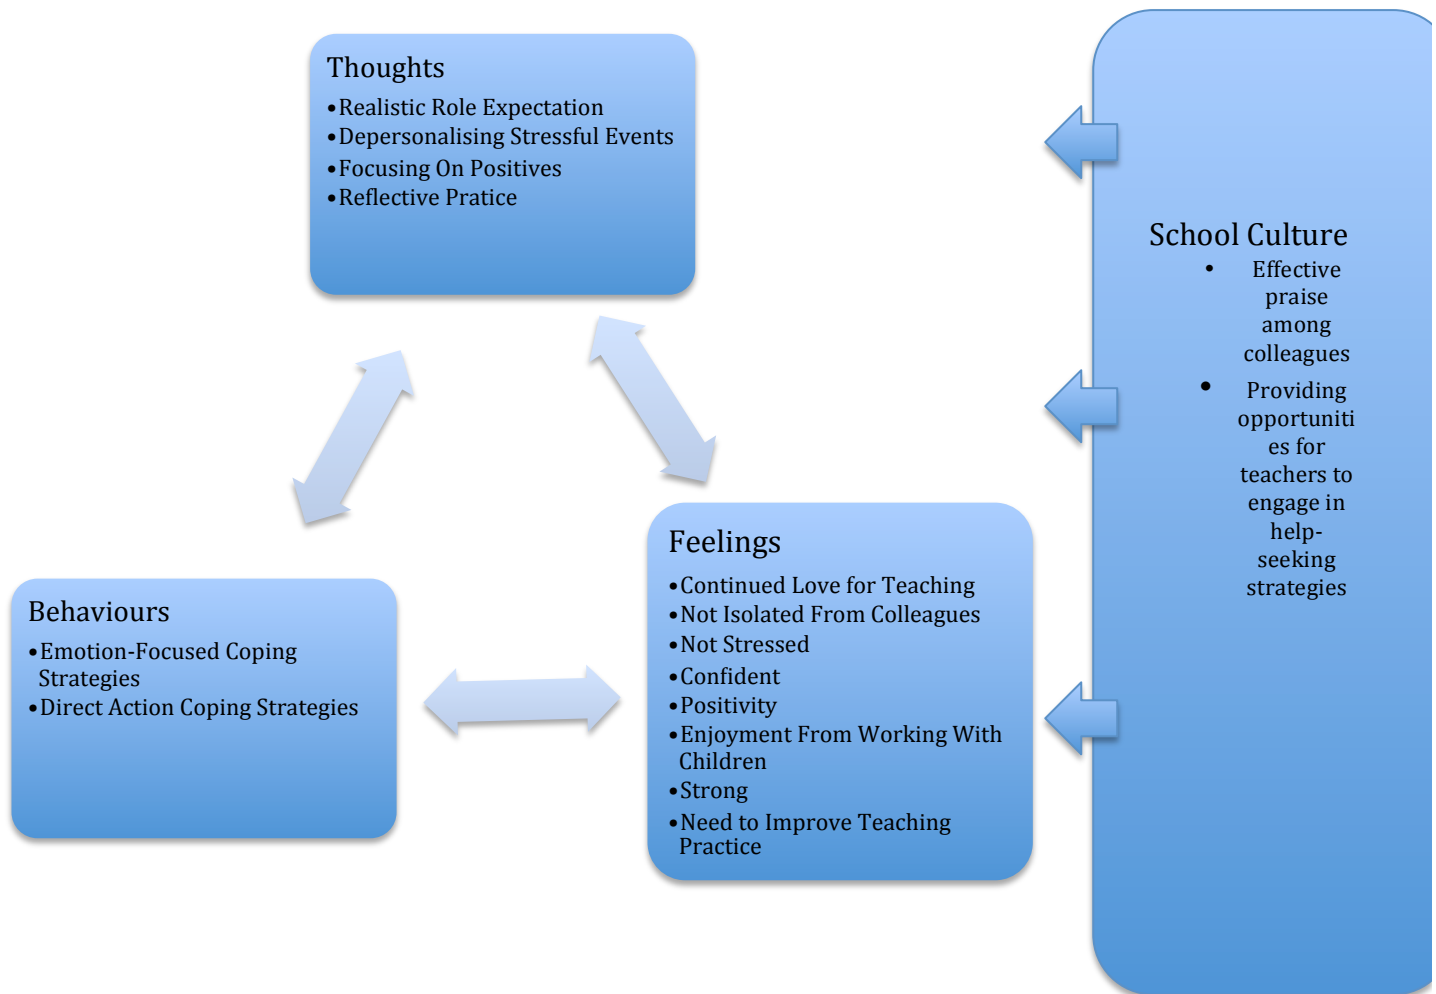 Thoughts
•Realistic Role Expectation
•Depersonalising Stressful Events
•Focusing On Positives
•Reflective Pratice
Behaviours
•Emotion-Focused Coping
Strategies
•Direct Action Coping Strategies
Feelings
•Continued Love for Teaching
•Not Isolated From Colleagues
•Not Stressed
•Confident
•Positivity
•Enjoyment From Working With
Children
•Strong
•Need to Improve Teaching
Practice
School Culture
• Effective
praise
among
colleagues
• Providing
opportuniti
es for
teachers to
engage in
help-
seeking
strategies